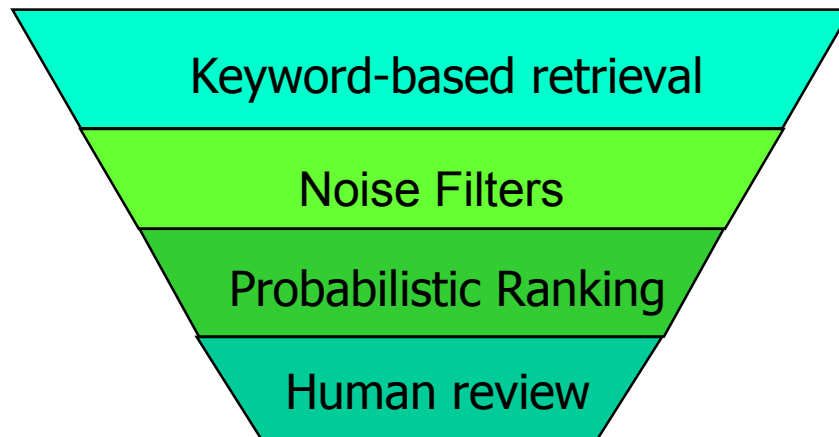 Keyword-based retrieval
Noise Filters
Probabilistic Ranking
Human review